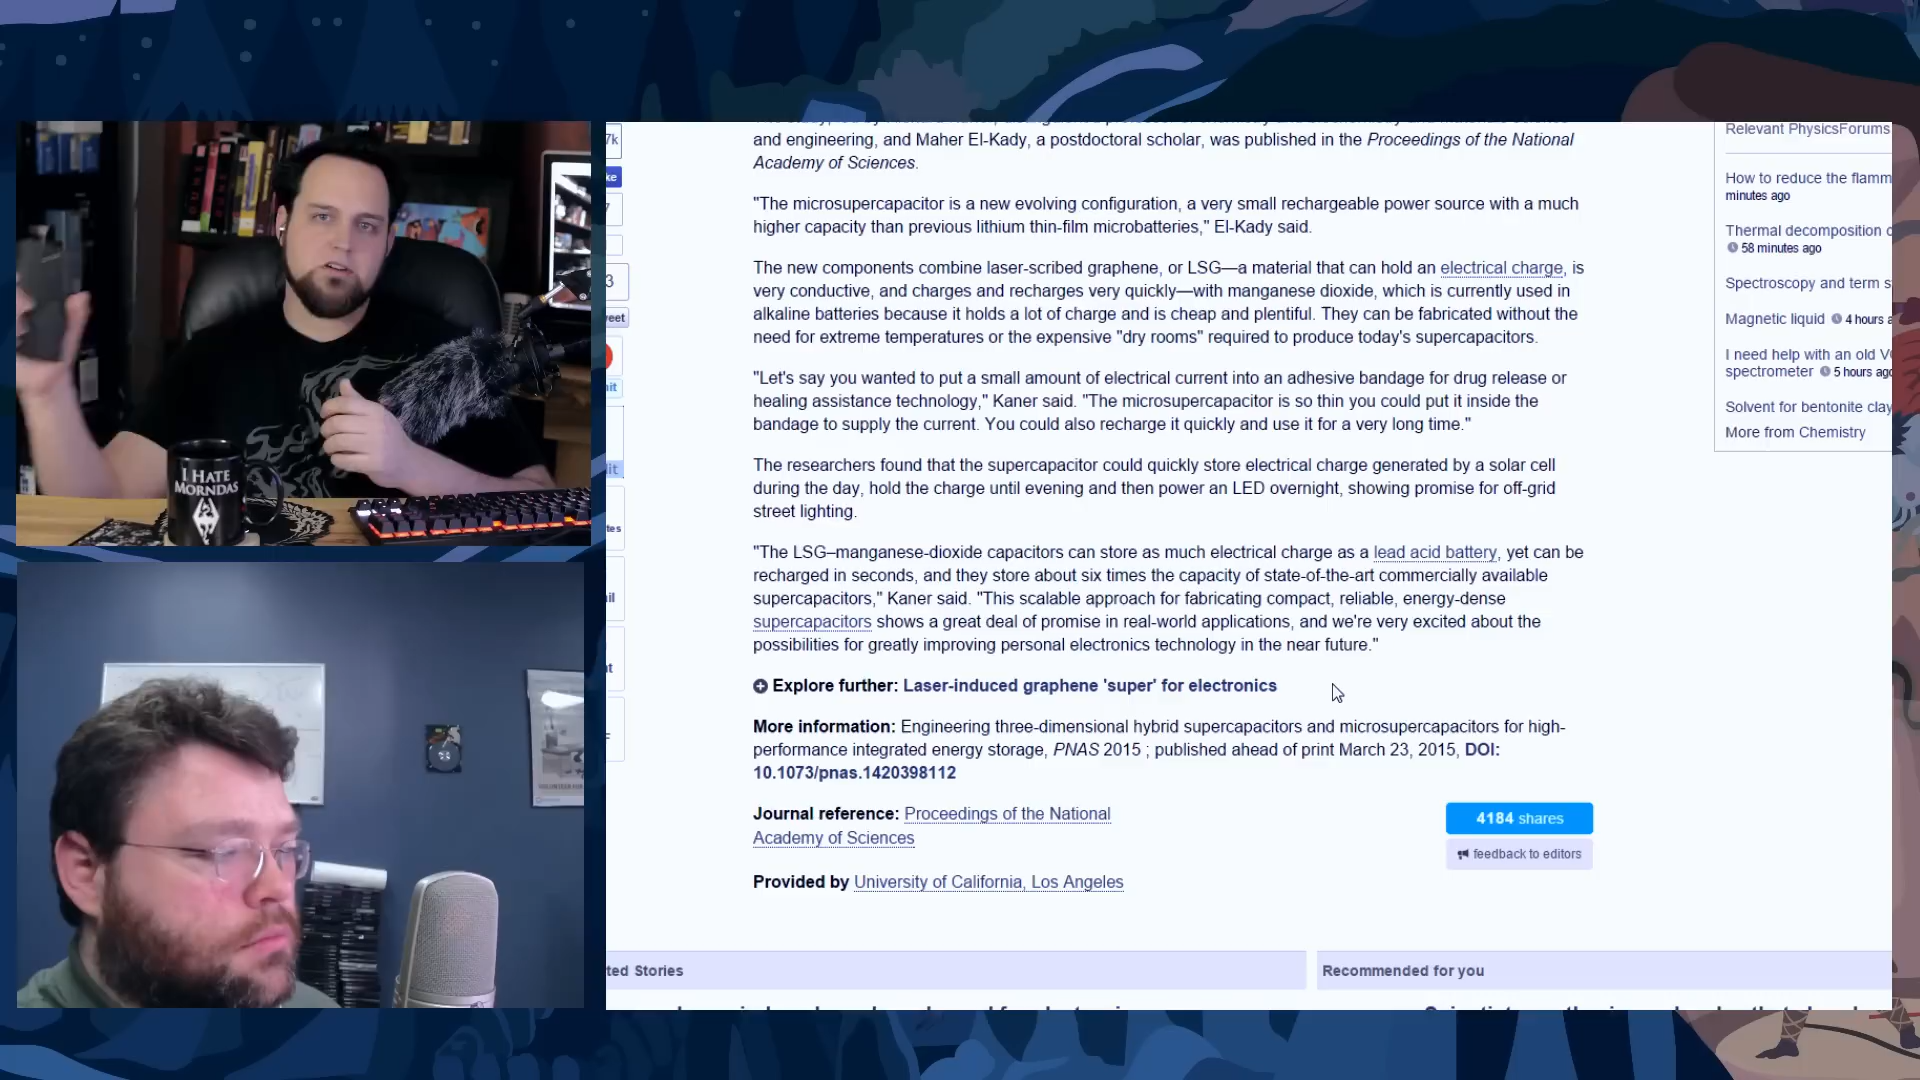 and engineering, and Maher El-Kady, a postdoctoral scholar, was published in the Proceedings of the National
Academy of Sciences.
"The microsupercapacitor is a new evolving configuration, a very small rechargeable power source with a much
higher capacity than previous lithium thin-film microbatteries," El-Kady said.
The new components combine laser-scribed graphene, or LSG—a material that can hold an electrical charge, is
very conductive, and charges and recharges very quickly—with manganese dioxide, which is currently used in
alkaline batteries because it holds a lot of charge and is cheap and plentiful. They can be fabricated without the
need for extreme temperatures or the expensive "dry rooms" required to produce today's supercapacitors.
"Let's say you wanted to put a small amount of electrical current into an adhesive bandage for drug release or
healing assistance technology," Kaner said. "The microsupercapacitor is so thin you could put it inside the
bandage to supply the current. You could also recharge it quickly and use it for a very long time."
The researchers found that the supercapacitor could quickly store electrical charge generated by a solar cell
during the day, hold the charge until evening and then power an LED overnight, showing promise for off-grid
street lighting.
"The LSG–manganese-dioxide capacitors can store as much electrical charge as a lead acid battery, yet can be
recharged in seconds, and they store about six times the capacity of state-of-the-art commercially available
supercapacitors," Kaner said. "This scalable approach for fabricating compact, reliable, energy-dense
supercapacitors shows a great deal of promise in real-world applications, and we're very excited about the
possibilities for greatly improving personal electronics technology in the near future."
Explore further: Laser-induced graphene 'super' for electronics
More information: Engineering three-dimensional hybrid supercapacitors and microsupercapacitors for high-
performance integrated energy storage, PNAS 2015 ; published ahead of print March 23, 2015, DOI:
10.1073/pnas.1420398112
Journal reference: Proceedings of the National
Academy of Sciences
4184 shares
feedback to editors
Provided by University of California, Los Angeles
ted Stories
Recommended for you
Relevant PhysicsForums
How to reduce the flamm
minutes ago
Thermal decomposition
58 minutes ago
Spectroscopy and term s
Magnetic liquid 4 hours a
I need help with an old V
spectrometer 5 hours ago
Solvent for bentonite clay
More from Chemistry
7k
ke
7
3
eet
it
lit
tes
il
t
I HATE
MORNDAS